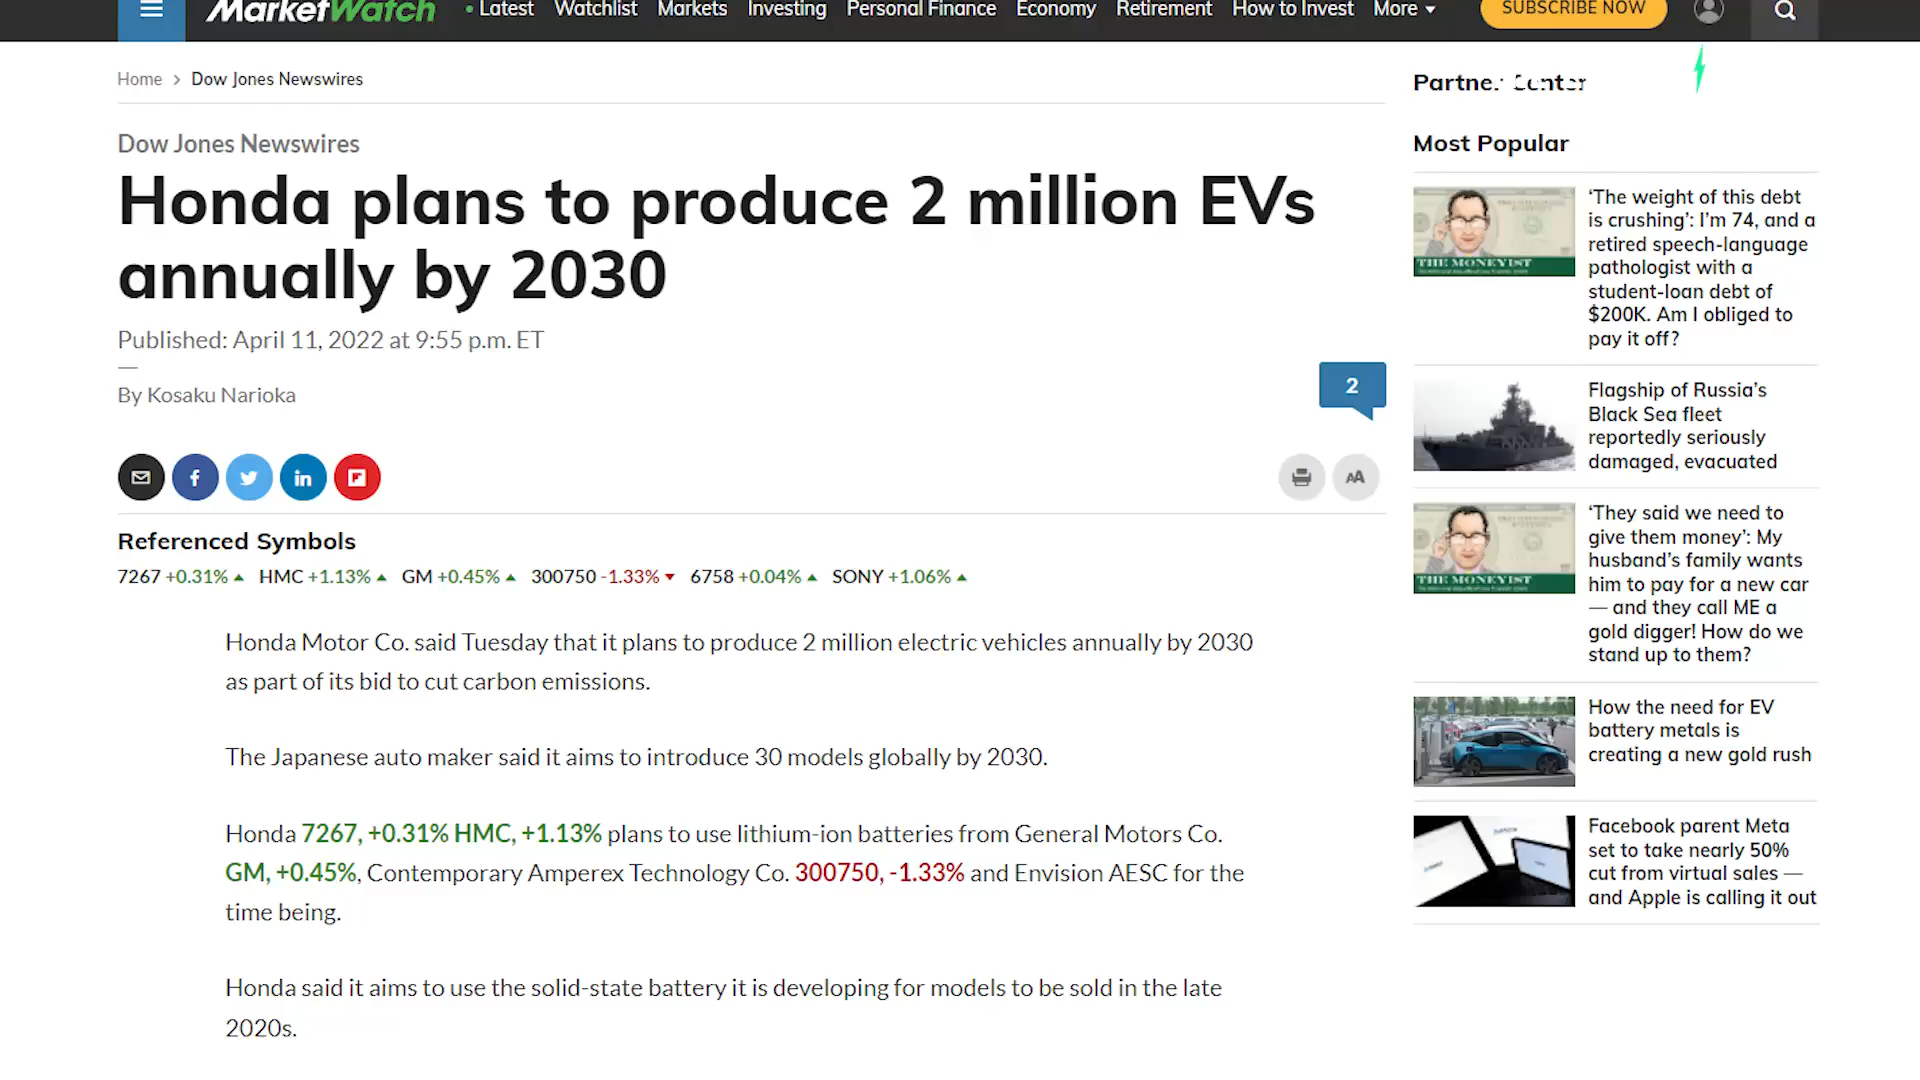 MarketWatch
Latest Watchlist Markets Investing Personal Finance Economy Retirement How to Invest More
SUBSCRIBE NOW
Home > Dow Jones Newswires
Dow Jones Newswires
Honda plans to produce 2 million EVs
annually by 2030
Published: April 11, 2022 at 9:55 p.m. ET
By Kosaku Narioka
2
AA
Referenced Symbols
7267 +0.31% HMC +1.13% GM +0.45% 300750 -1.33% 6758 +0.04% SONY +1.06%
Honda Motor Co. said Tuesday that it plans to produce 2 million electric vehicles annually by 2030
as part of its bid to cut carbon emissions.
The Japanese auto maker said it aims to introduce 30 models globally by 2030.
Honda 7267, +0.31% HMC, +1.13% plans to use lithium-ion batteries from General Motors Co.
GM, +0.45%, Contemporary Amperex Technology Co. 300750, -1.33% and Envision AESC for the
time being.
Honda said it aims to use the solid-state battery it is developing for models to be sold in the late
2020s.
Partner Center
Most Popular
THE MONEYIST
‘The weight of this debt
is crushing’: I’m 74, and a
retired speech-language
pathologist with a
student-loan debt of
$200K. Am I obliged to
pay it off?
Flagship of Russia’s
Black Sea fleet
reportedly seriously
damaged, evacuated
THE MONEYIST
‘They said we need to
give them money’: My
husband’s family wants
him to pay for a new car
— and they call ME a
gold digger! How do we
stand up to them?
How the need for EV
battery metals is
creating a new gold rush
Facebook parent Meta
set to take nearly 50%
cut from virtual sales —
and Apple is calling it out